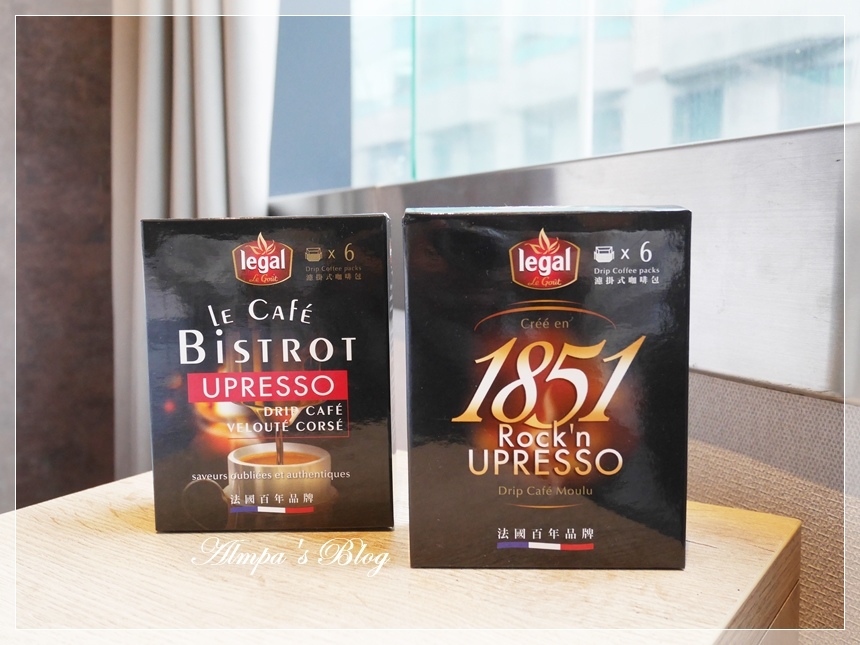 legal
Le Goût
x 6
Drip Coffee packs
濾掛式咖啡包
LE CAFÉ
BISTROT
UPRESSO
DRIP CAFÉ
VELOUTÉ CORSÉ
saveurs oubliées et authentiques
法國百年品牌
legal
Le Goût
x 6
Drip Coffee packs
濾掛式咖啡包
Créé en
1851
Rock'n
UPRESSO
Drip Café Moulu
法國百年品牌
Almpa's Blog